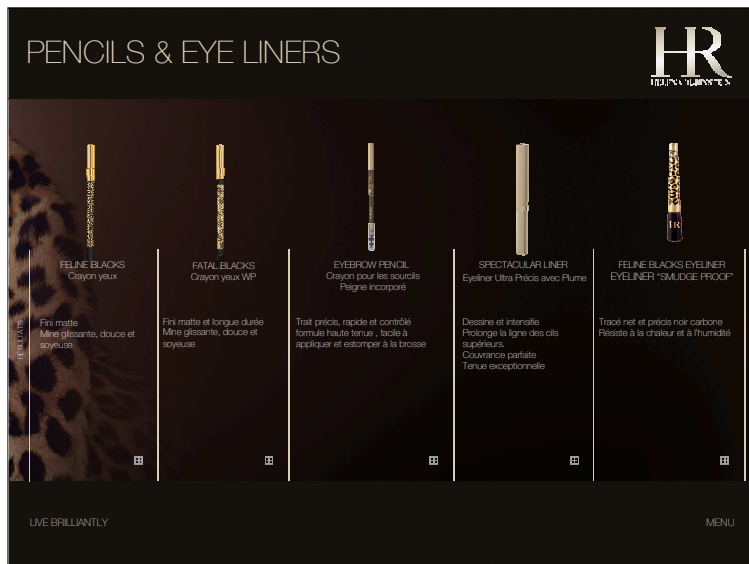 PENCILS & EYE LINERS
HR
FELINE BLACKS
Crayon yeux
FATAL BLACKS
Crayon yeux WP
EYEBROW PENCIL
Crayon pour les sourcils
Peigne incorporé
SPECTACULAR LINER
Eyeliner Ultra Précis avec Plume
FELINE BLACKS EYELINER
EYELINER "SMUDGE PROOF"
RESULTATS
Fini matte
Mine glissante, douce et
soyeuse
Fini matte et longue durée
Mine glissante, douce et
soyeuse
Trait précis, rapide et contrôlé
formule haute tenue , facile à
appliquer et estomper à la brosse
Dessine et intensifie
Prolonge la ligne des cils
supérieurs.
Couvrance parfaite
Tenue exceptionnelle
Tracé net et précis noir carbone
Résiste à la chaleur et à l'humidité
LIVE BRILLIANTLY
MENU